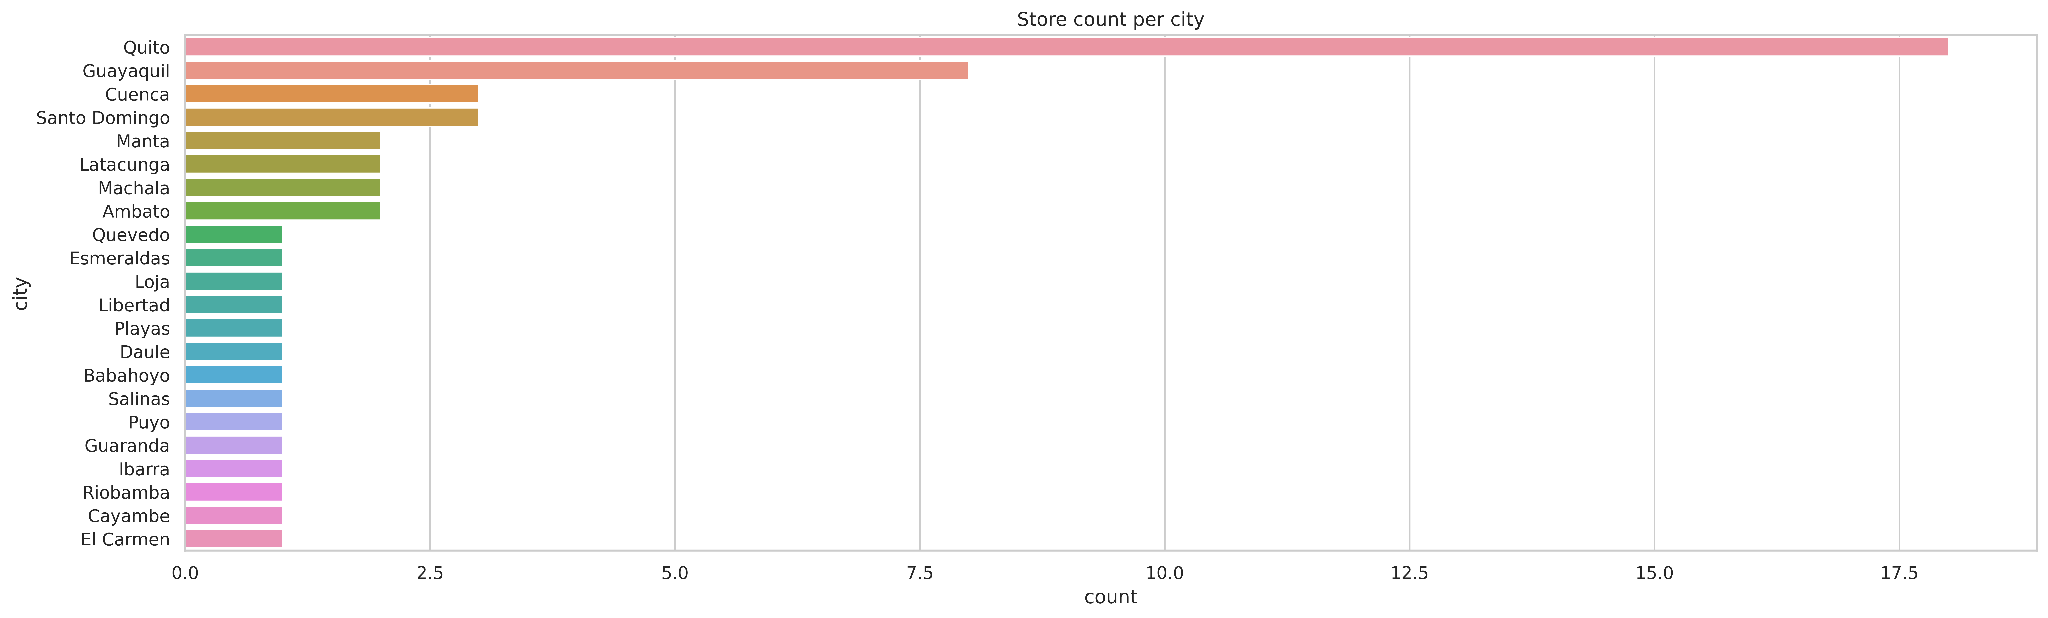 Store count per city
Quito
Guayaquil
Cuenca
Santo Domingo
Manta
Latacunga
Machala
Ambato
Quevedo
Esmeraldas
Loja
Libertad
Playas
Daule
Babahoyo
Salinas
Puyo
Guaranda
Ibarra
Riobamba
Cayambe
El Carmen
city
0.0 2.5 5.0 7.5 10.0 12.5 15.0 17.5
count